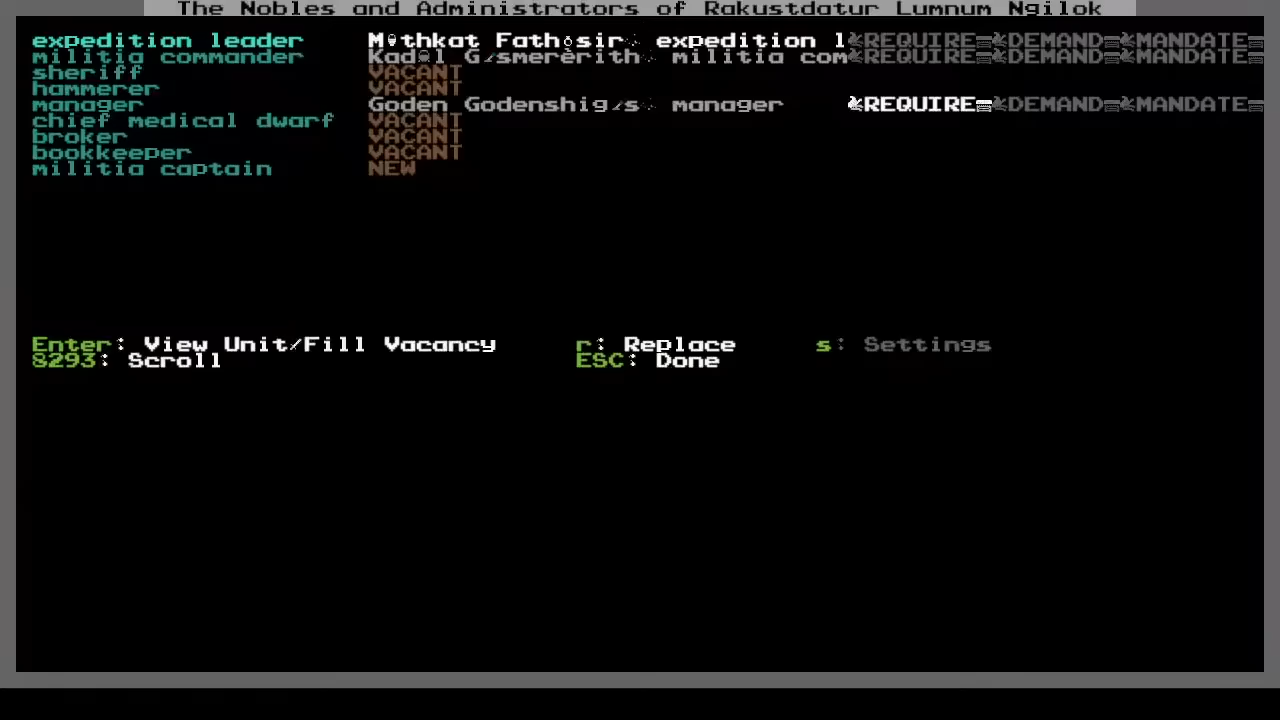 The Nobles and Administrators of Rakustdatur Lumnum Ngilok
expedition leader expedition l REQUIRE DEMAND MANDATE
militia commander militia com REQUIRE DEMAND MANDATE
sheriff VACANT
hammerer VACANT
manager Goden manager REQUIRE DEMAND MANDATE
chief medical dwarf VACANT
broker VACANT
bookkeeper VACANT
militia captain NEW
Enter: View Unit/Fill Vacancy r: Replace s: Settings
8293: Scroll ESC: Done